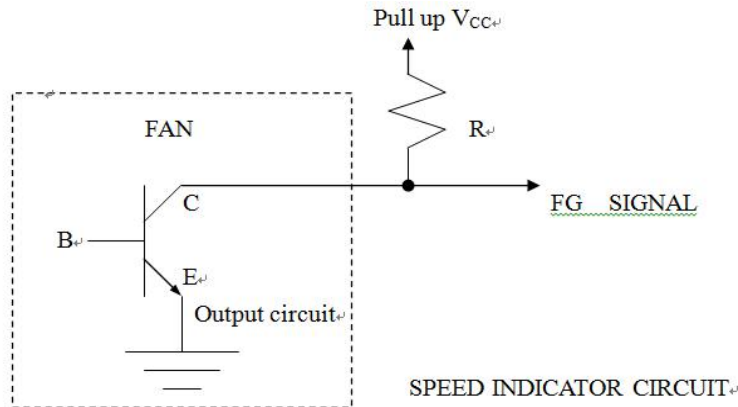 Pull up VCC
FAN
R
C
FG SIGNAL
B
E
Output circuit
SPEED INDICATOR CIRCUIT